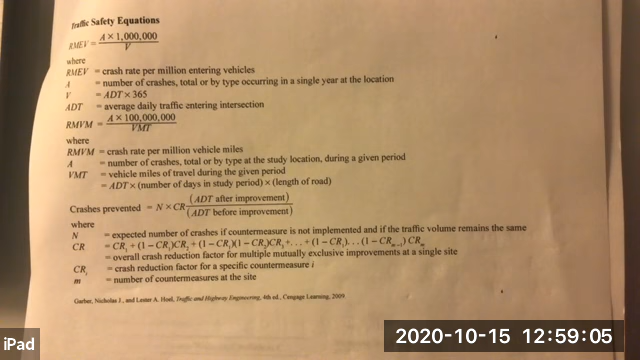 Traffic Safety Equations
RMEV = A × 1,000,000 / V
where
RMEV = crash rate per million entering vehicles
A = number of crashes, total or by type occurring in a single year at the location
V = ADT × 365
ADT = average daily traffic entering intersection
RMVM = A × 100,000,000 / VMT
where
RMVM = crash rate per million vehicle miles
A = number of crashes, total or by type at the study location, during a given period
VMT = vehicle miles of travel during the given period
= ADT × (number of days in study period) × (length of road)
Crashes prevented = N × CR (ADT after improvement) / (ADT before improvement)
where
N = expected number of crashes if countermeasure is not implemented and if the traffic volume remains the same
CR = CR₁ + (1 – CR₁)CR₂ + (1 – CR₁)(1 – CR₂)CR₃ + . . . + (1 – CR₁). . . (1 – CRₘ₋₁) CRₘ
= overall crash reduction factor for multiple mutually exclusive improvements at a single site
CRᵢ = crash reduction factor for a specific countermeasure i
m = number of countermeasures at the site
Garber, Nicholas J., and Lester A. Hoel, Traffic and Highway Engineering, 4th ed., Cengage Learning, 2009
iPad
2020-10-15 12:59:05